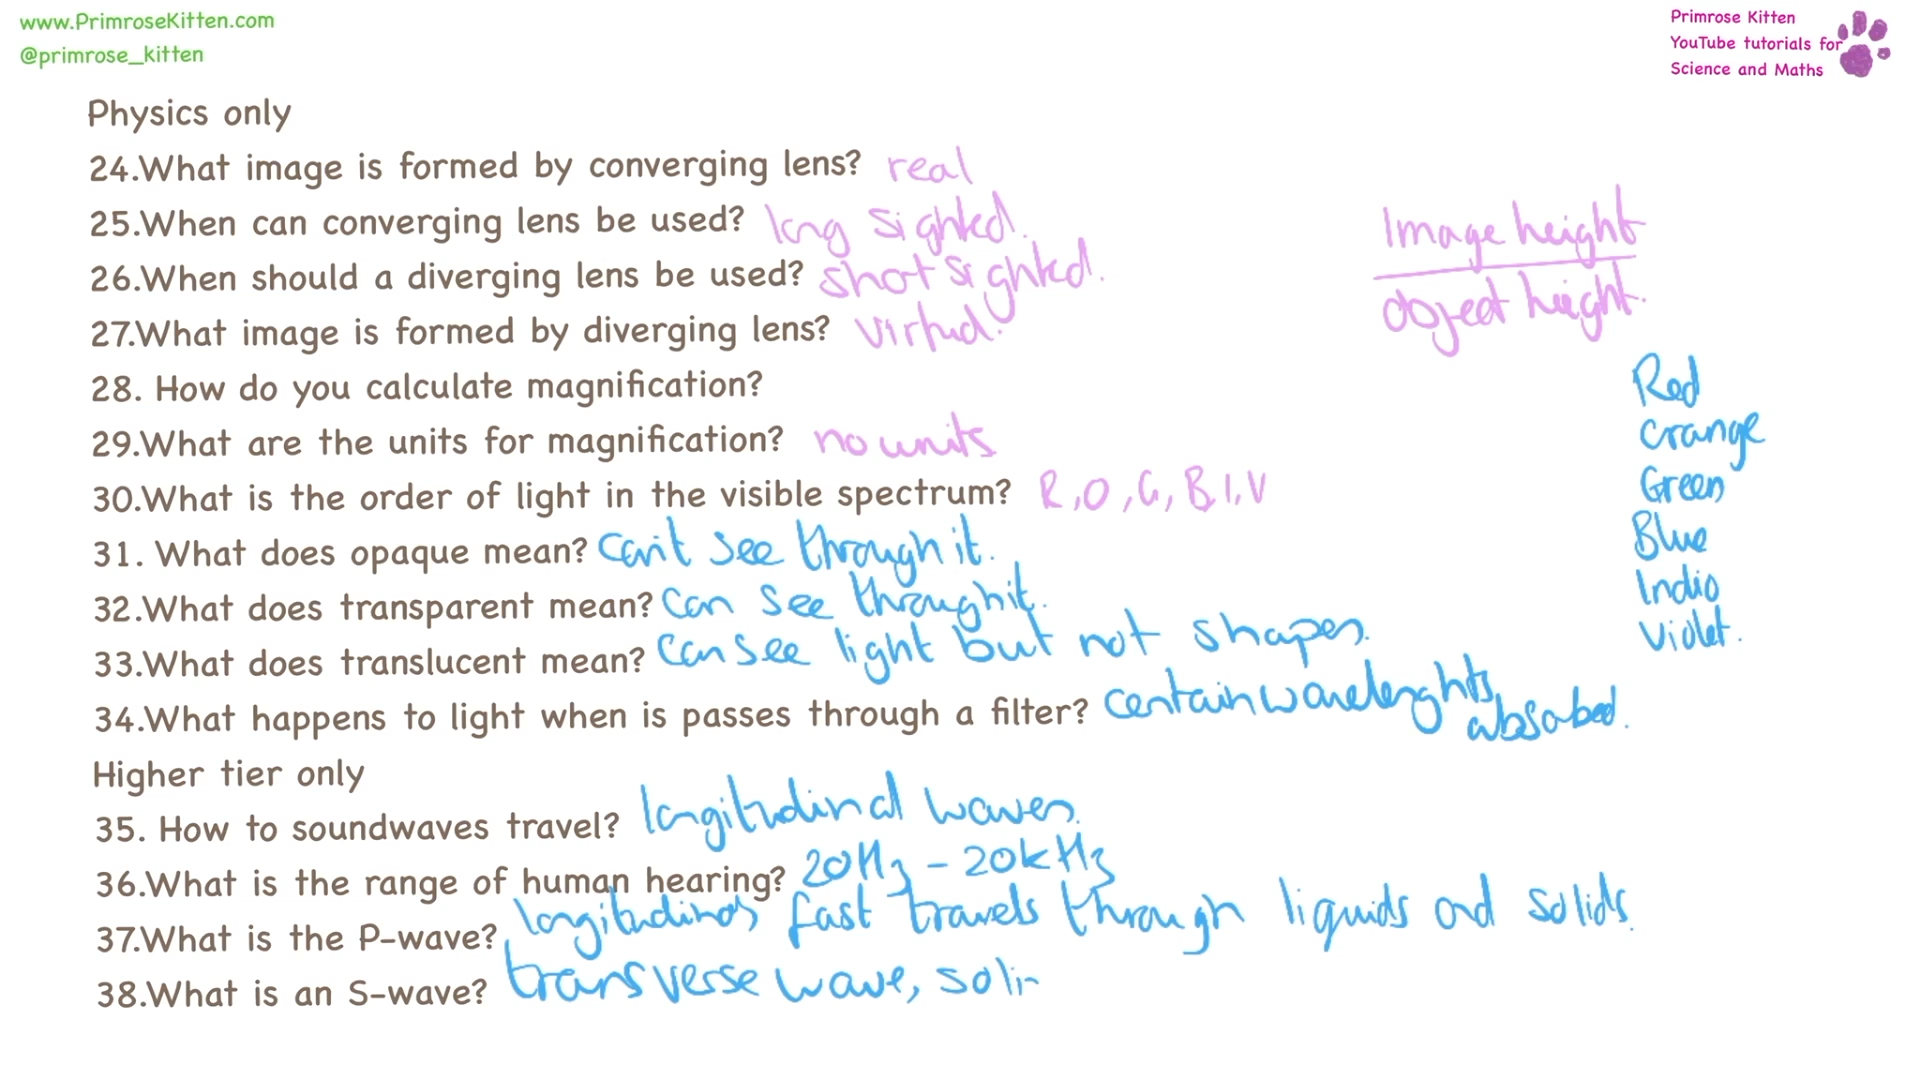 www.PrimroseKitten.com
@primrose_kitten
Primrose Kitten
YouTube tutorials for
Science and Maths
Physics only
24.What image is formed by converging lens? real
25.When can converging lens be used? long sighted.
26.When should a diverging lens be used? short sighted.
27.What image is formed by diverging lens? virtual.
Image height
object height.
28. How do you calculate magnification?
29.What are the units for magnification? no units
30.What is the order of light in the visible spectrum? R, O, G, B, I, V
Red
Orange
Green
Blue
Indio
Violet.
31. What does opaque mean? Can't see through it.
32.What does transparent mean? Can see through it.
33.What does translucent mean? Can see light but not shapes.
34.What happens to light when is passes through a filter? certain wavelenghts absobed.
Higher tier only
35. How to soundwaves travel? longitudinal waves.
36.What is the range of human hearing? 20Hz - 20kHz
37.What is the P-wave? longitudinal, fast travels through liquids and solids.
38.What is an S-wave? transverse wave, soli